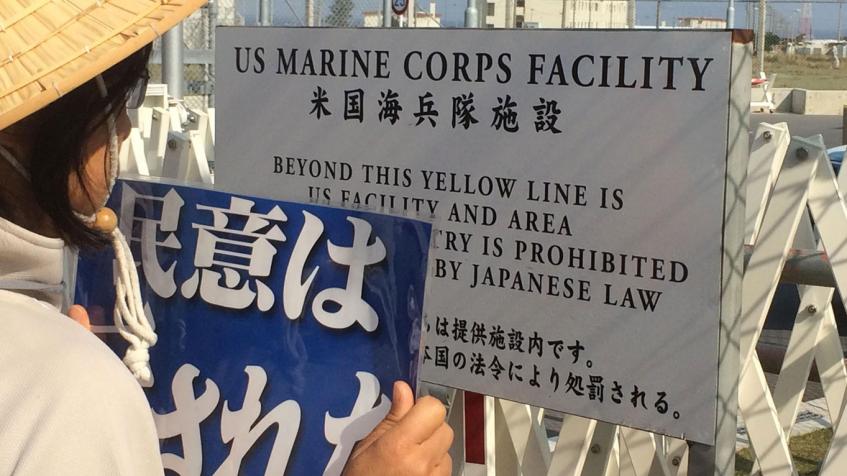 US MARINE CORPS FACILITY
米国海兵隊施設
BEYOND THIS YELLOW LINE IS
US FACILITY AND AREA
IS PROHIBITED
BY JAPANESE LAW
は提供施設内です。
本国の法令により処罰される。
民意は